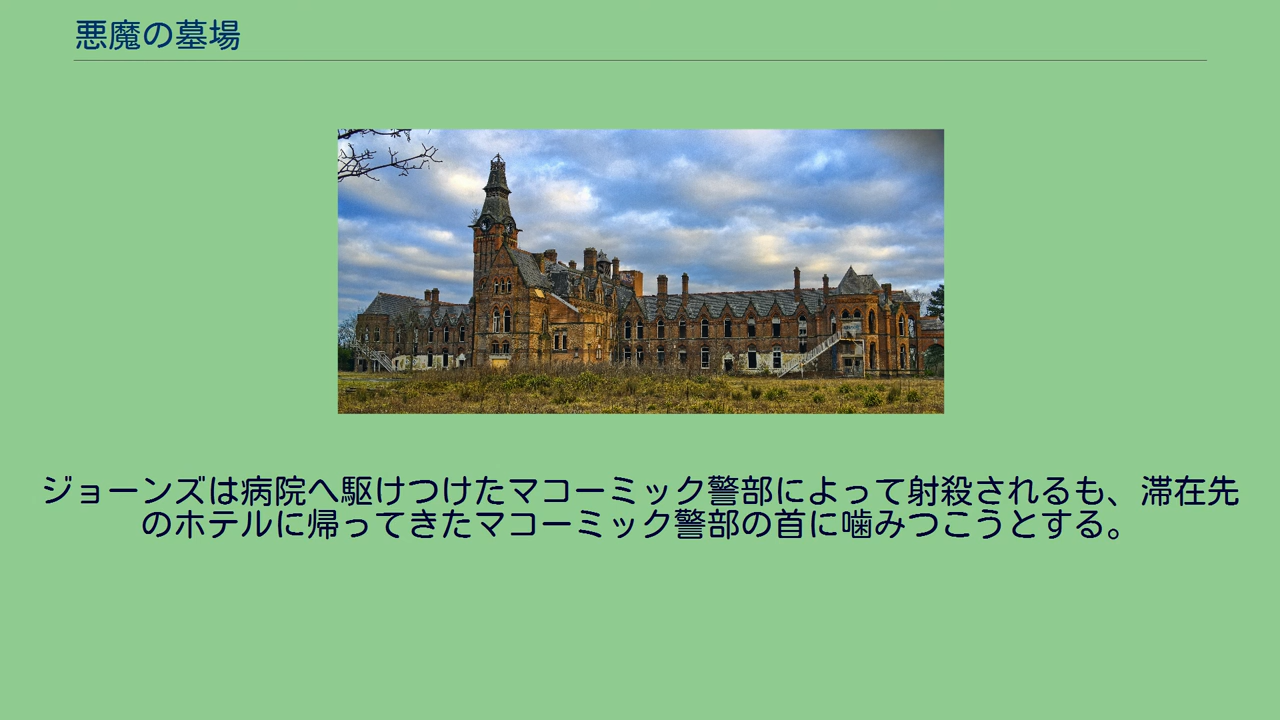 悪魔の墓場
ジョーンズは病院へ駆けつけたマコーミック警部によって射殺されるも、滞在先
のホテルに帰ってきたマコーミック警部の首に噛みつこうとする。